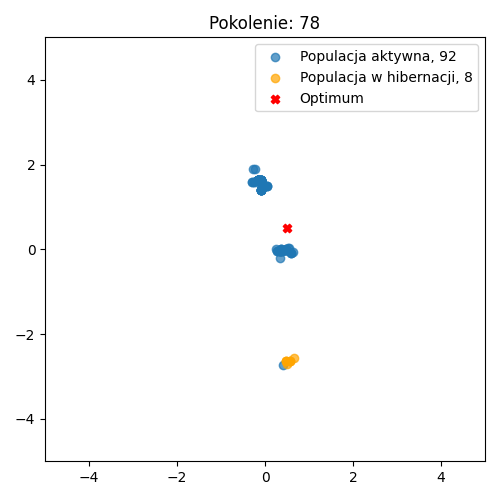 Pokolenie: 78
Populacja aktywna, 92
Populacja w hibernacji, 8
Optimum
4
2
0
−2
−4
−4
−2
0
2
4